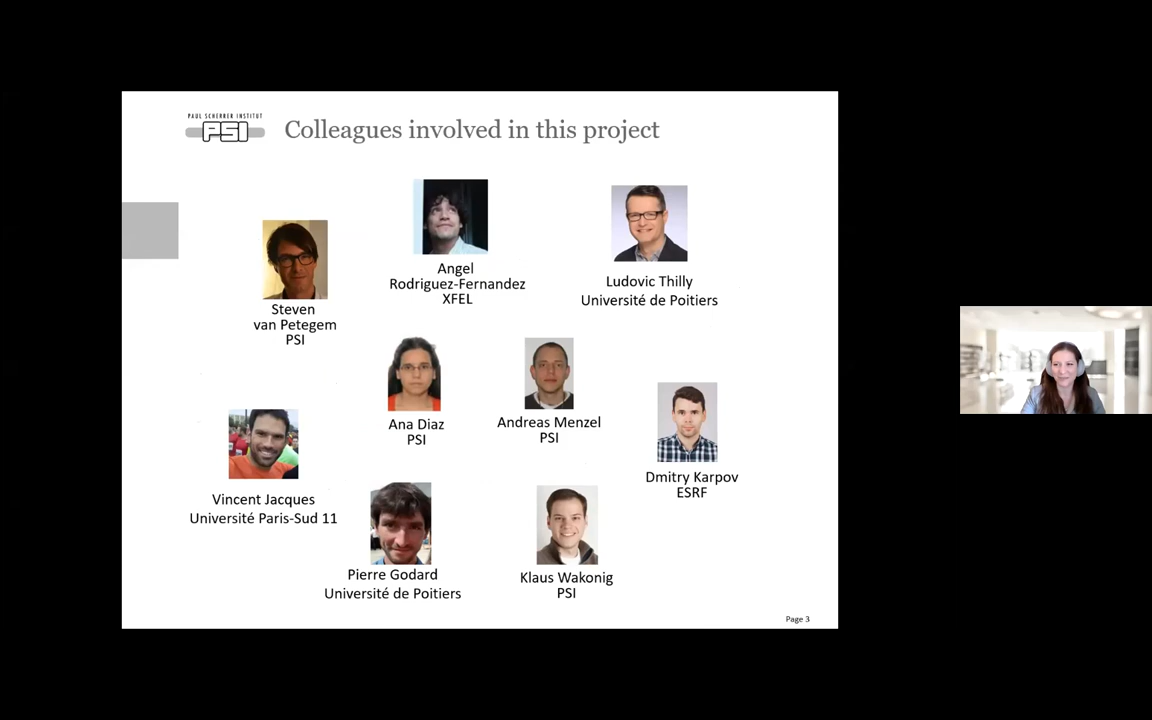 PAUL SCHERRER INSTITUT
PSI
Colleagues involved in this project
Steven
van Petegem
PSI
Angel
Rodriguez-Fernandez
XFEL
Ludovic Thilly
Université de Poitiers
Ana Diaz
PSI
Andreas Menzel
PSI
Dmitry Karpov
ESRF
Vincent Jacques
Université Paris-Sud 11
Pierre Godard
Université de Poitiers
Klaus Wakonig
PSI
Page 3